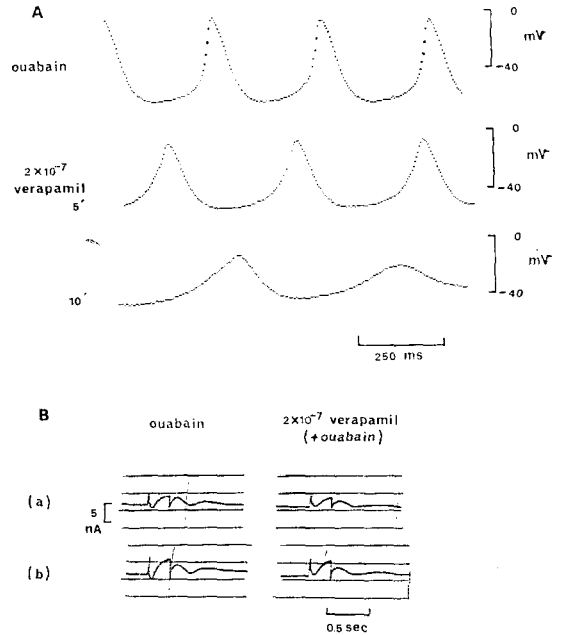 A
ouabain
0
mV
-40
2×10⁻⁷
verapamil
5′
0
mV
-40
10′
0
mV
-40
250 ms
B
ouabain
2×10⁻⁷ verapamil
(+ouabain)
(a)
5
nA
(b)
0.5 sec